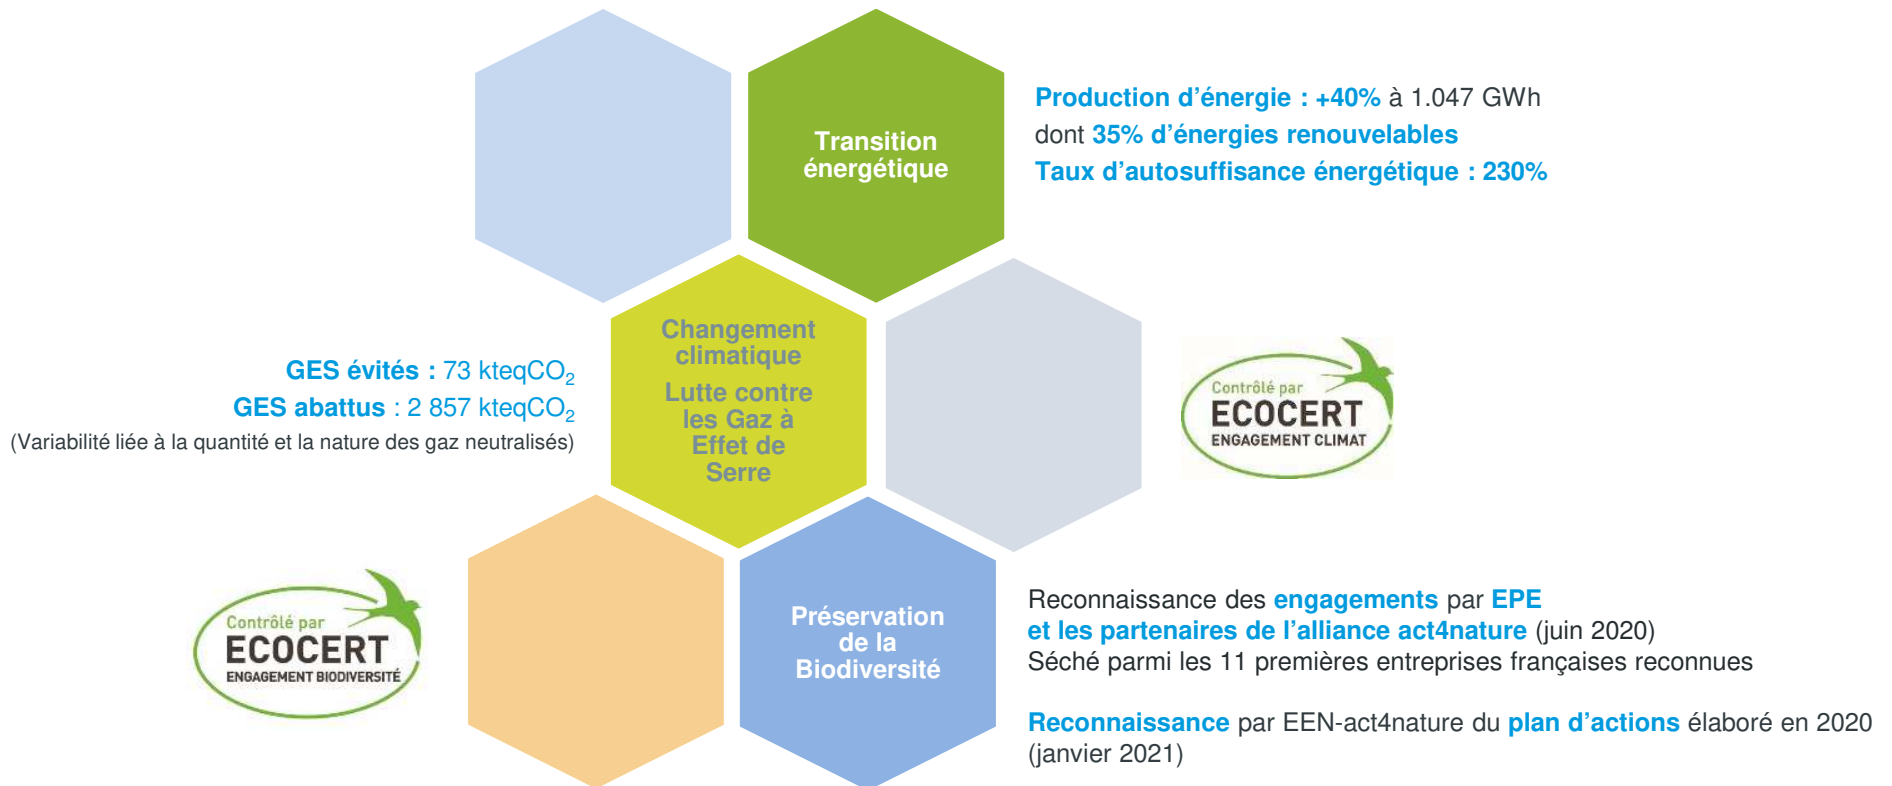 Transition
énergétique
Production d’énergie : +40% à 1.047 GWh
dont 35% d’énergies renouvelables
Taux d’autosuffisance énergétique : 230%
Changement
climatique
Lutte contre
les Gaz à
Effet de
Serre
GES évités : 73 kteqCO₂
GES abattus : 2 857 kteqCO₂
(Variabilité liée à la quantité et la nature des gaz neutralisés)
Contrôlé par
ECOCERT
ENGAGEMENT CLIMAT
Contrôlé par
ECOCERT
ENGAGEMENT BIODIVERSITÉ
Préservation
de la
Biodiversité
Reconnaissance des engagements par EPE
et les partenaires de l’alliance act4nature (juin 2020)
Séché parmi les 11 premières entreprises françaises reconnues
Reconnaissance par EEN-act4nature du plan d’actions élaboré en 2020
(janvier 2021)